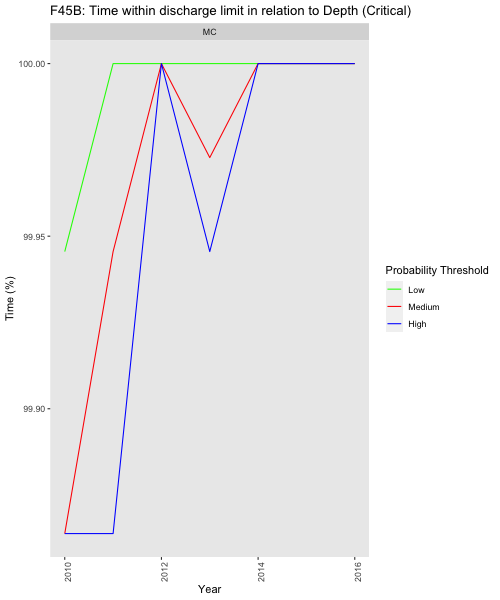 F45B: Time within discharge limit in relation to Depth (Critical)
MC
100.00
99.95
99.90
Time (%)
2010
2012
2014
2016
Year
Probability Threshold
Low
Medium
High